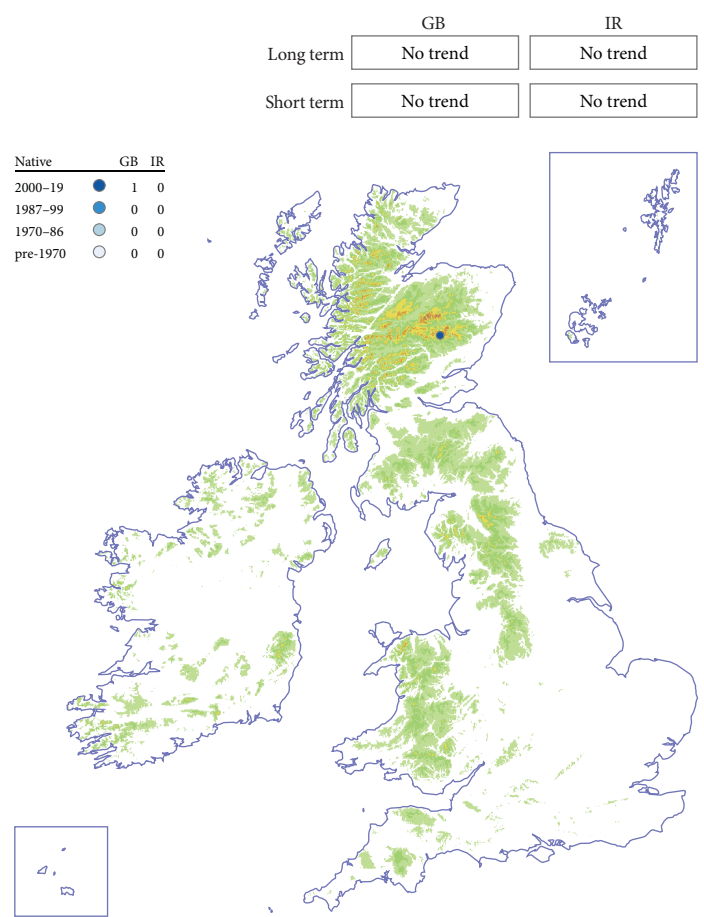 GB IR
Long term No trend No trend
Short term No trend No trend
Native GB IR
2000–19 1 0
1987–99 0 0
1970–86 0 0
pre-1970 0 0